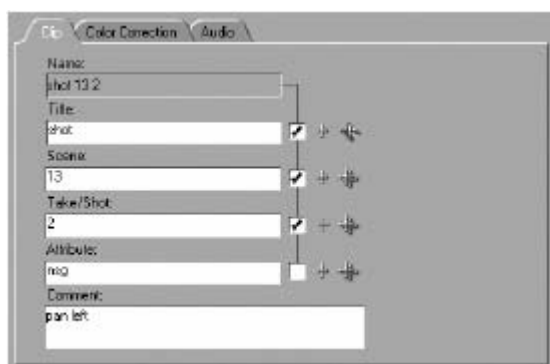 Clip Color Correction Audio
Name:
shot 13 2
Title:
shot
Scene:
13
Take/Shot:
2
Attribute:
neg
Comment:
pan left